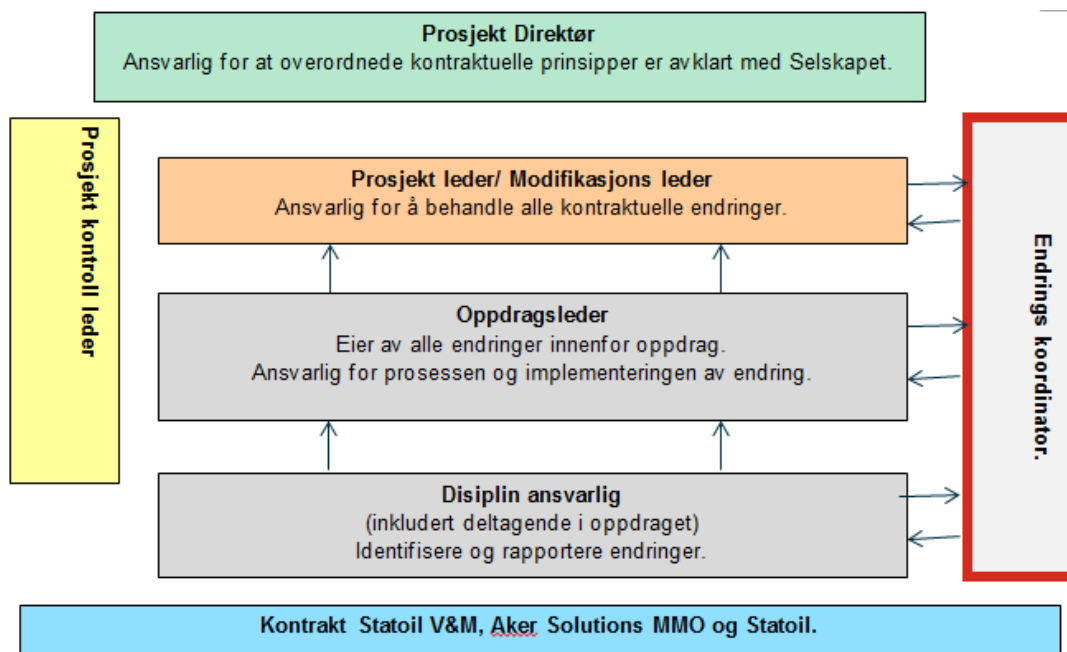 Prosjekt Direktør
Ansvarlig for at overordnede kontraktuelle prinsipper er avklart med Selskapet.
Prosjekt kontroll leder
Prosjekt leder/ Modifikasjons leder
Ansvarlig for å behandle alle kontraktuelle endringer.
Oppdragsleder
Eier av alle endringer innenfor oppdrag.
Ansvarlig for prosessen og implementeringen av endring.
Disiplin ansvarlig
(inkludert deltagende i oppdraget)
Identifisere og rapportere endringer.
Endrings koordinator.
Kontrakt Statoil V&M, Aker Solutions MMO og Statoil.